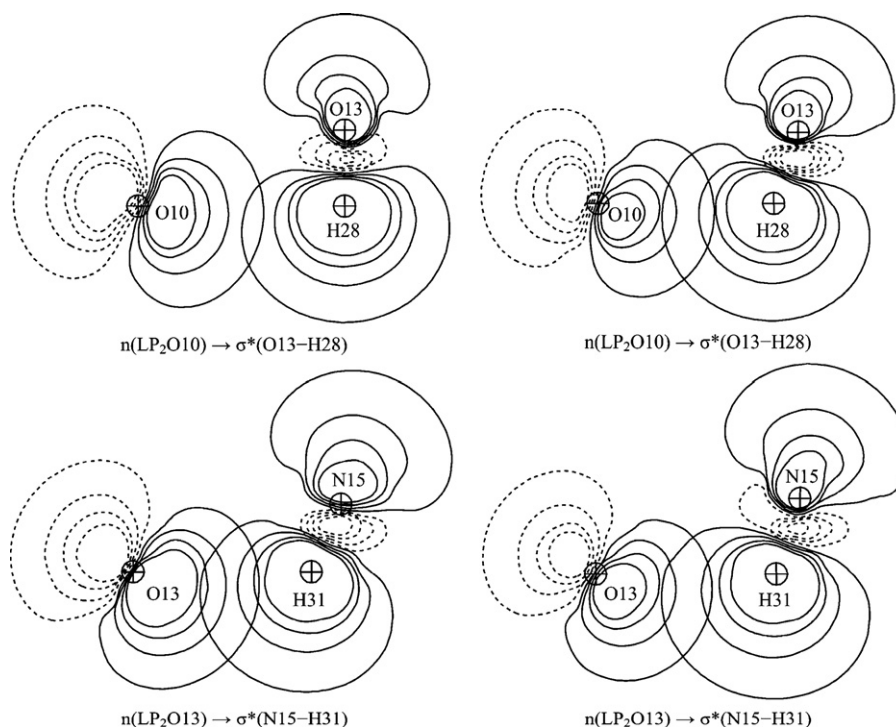 O13 O13
O10 H28 O10 H28
n(LP₂O10) → σ*(O13−H28) n(LP₂O10) → σ*(O13−H28)
N15 N15
O13 H31 O13 H31
n(LP₂O13) → σ*(N15−H31) n(LP₂O13) → σ*(N15−H31)